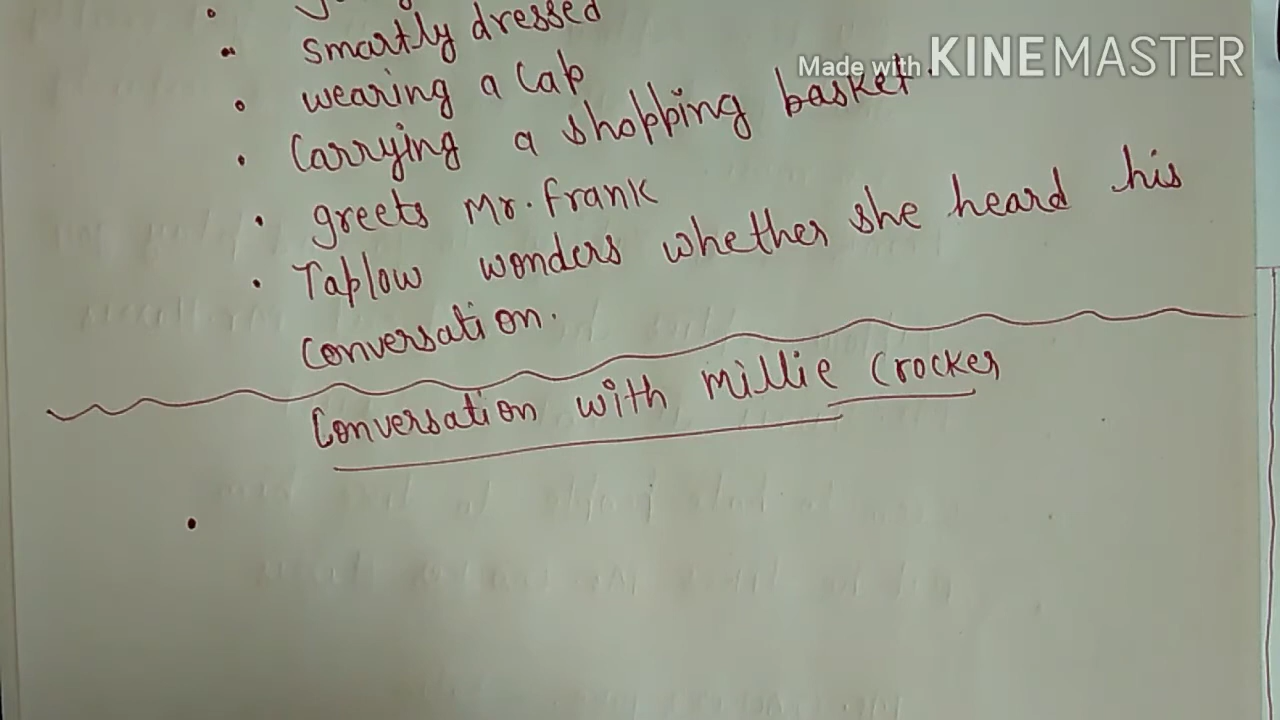 smartly dressed
Made with KINEMASTER
wearing a cap
carrying a shopping basket.
greets Mr. Frank
Taplow wonders whether she heard his
conversation.
Conversation with Millie Crocker